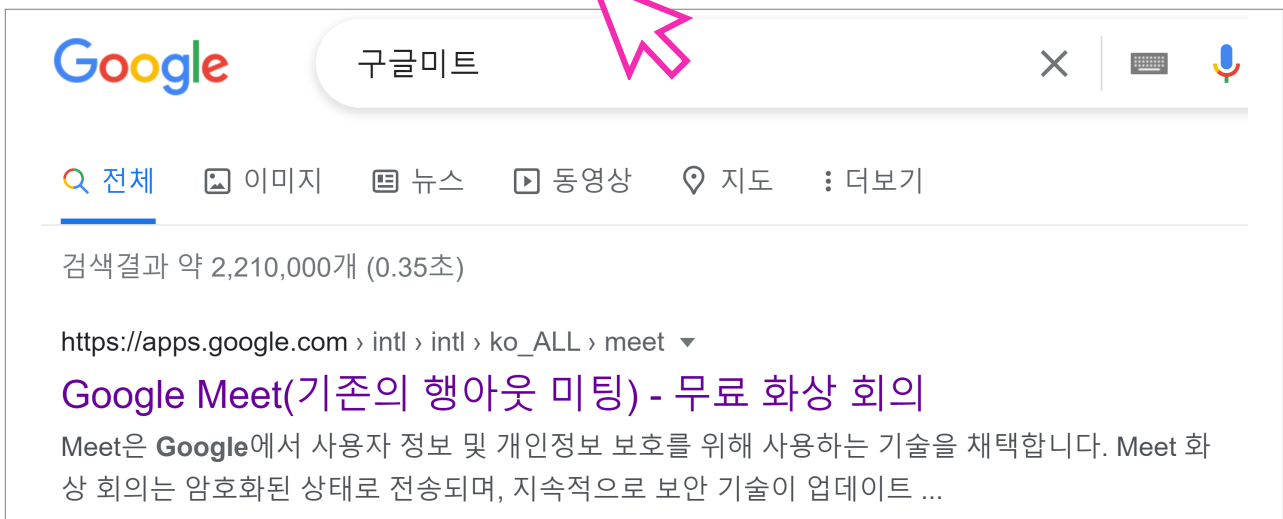 Google
구글미트
전체 이미지 뉴스 동영상 지도 더보기
검색결과 약 2,210,000개 (0.35초)
https://apps.google.com › intl › intl › ko_ALL › meet
Google Meet(기존의 행아웃 미팅) - 무료 화상 회의
Meet은 Google에서 사용자 정보 및 개인정보 보호를 위해 사용하는 기술을 채택합니다. Meet 화
상 회의는 암호화된 상태로 전송되며, 지속적으로 보안 기술이 업데이트 ...